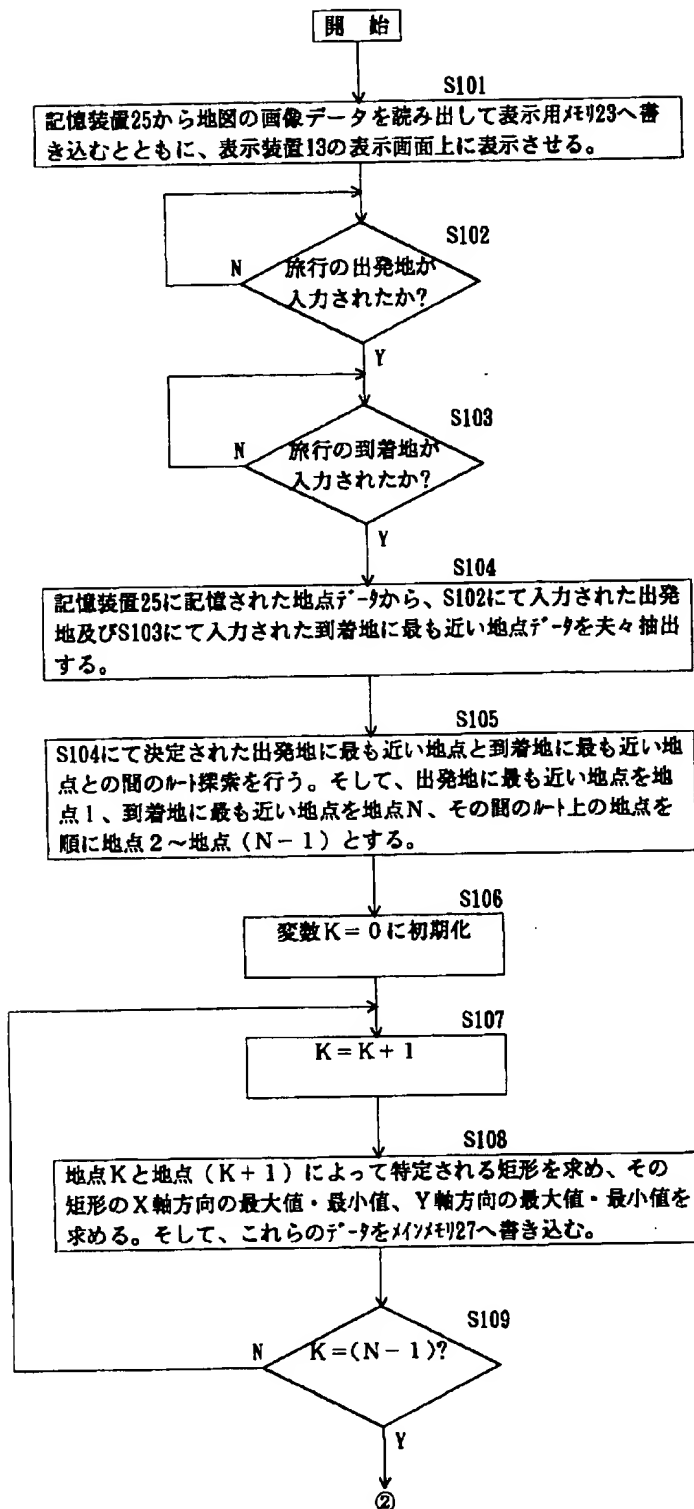 開 始
S101
記憶装置25から地図の画像データを読み出して表示用メモリ23へ書
き込むとともに、表示装置13の表示画面上に表示させる。
S102
N
旅行の出発地が
入力されたか?
Y
S103
N
旅行の到着地が
入力されたか?
Y
S104
記憶装置25に記憶された地点データから、S102にて入力された出発
地及びS103にて入力された到着地に最も近い地点データを夫々抽出
する。
S105
S104にて決定された出発地に最も近い地点と到着地に最も近い地
点との間のルート探索を行う。そして、出発地に最も近い地点を地
点1、到着地に最も近い地点を地点N、その間のルート上の地点を
順に地点2~地点(N-1)とする。
S106
変数K=0に初期化
S107
K=K+1
S108
地点Kと地点(K+1)によって特定される矩形を求め、その
矩形のX軸方向の最大値・最小値、Y軸方向の最大値・最小値を
求める。そして、これらのデータをメインメモリ27へ書き込む。
S109
N
K=(N-1)?
Y
②